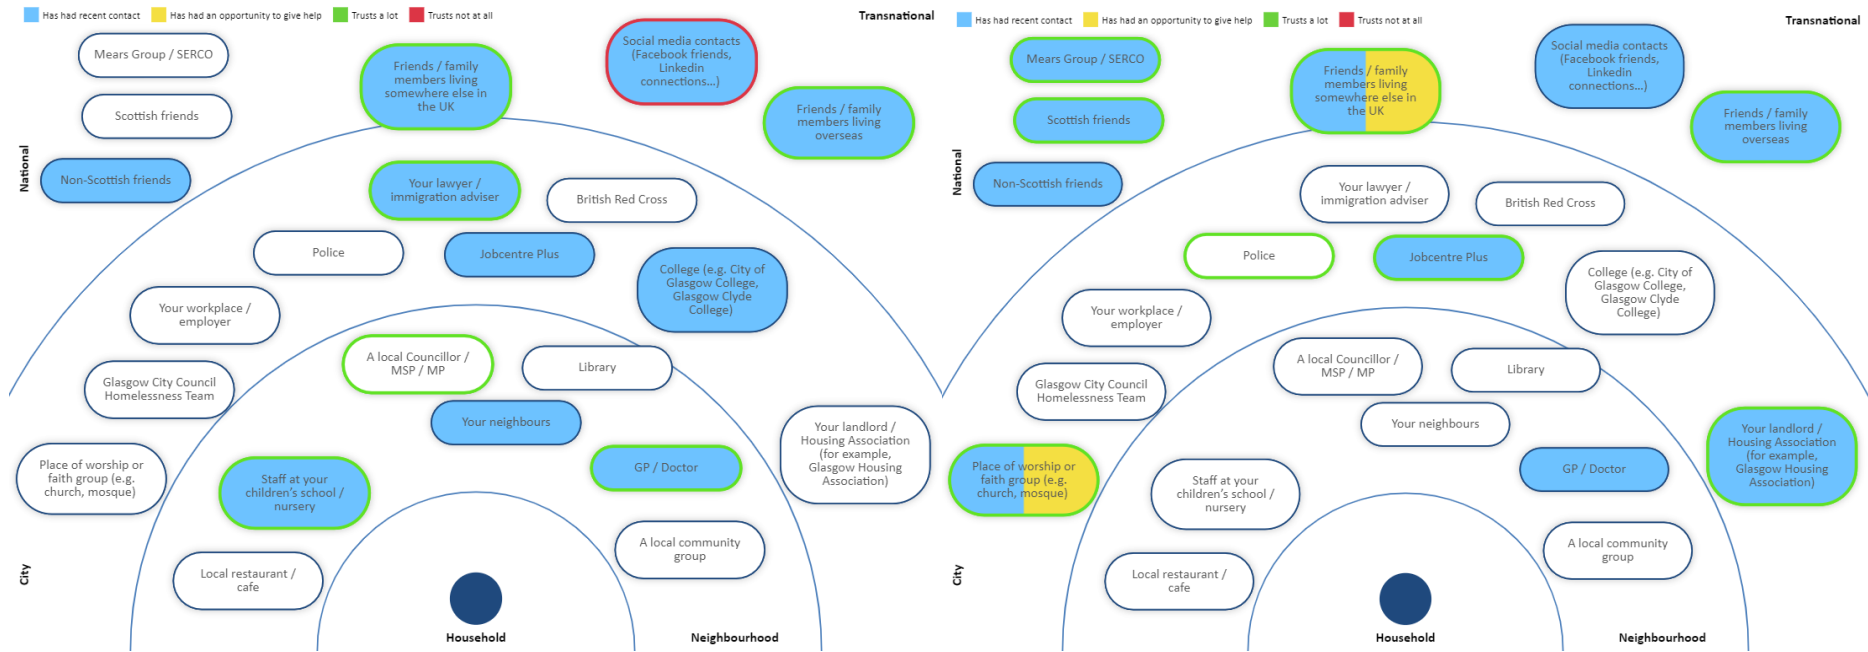 Has had recent contact
Has had an opportunity to give help
Trusts a lot
Trusts not at all
Transnational
Mears Group / SERCO
Friends / family
members living
somewhere else in
the UK
Social media contacts
(Facebook friends,
Linkedin
connections...)
Scottish friends
Friends / family
members living
overseas
National
Non-Scottish friends
Your lawyer /
immigration adviser
British Red Cross
Police
Jobcentre Plus
College (e.g. City of
Glasgow College,
Glasgow Clyde
College)
Your workplace /
employer
A local Councillor /
MSP / MP
Library
Glasgow City Council
Homelessness Team
Your neighbours
Your landlord /
Housing Association
(for example,
Glasgow Housing
Association)
Place of worship or
faith group (e.g.
church, mosque)
Staff at your
children's school /
nursery
GP / Doctor
A local community
group
City
Local restaurant /
cafe
Household
Neighbourhood
Has had recent contact
Has had an opportunity to give help
Trusts a lot
Trusts not at all
Transnational
Mears Group / SERCO
Friends / family
members living
somewhere else in
the UK
Social media contacts
(Facebook friends,
Linkedin
connections...)
Scottish friends
Friends / family
members living
overseas
National
Non-Scottish friends
Your lawyer /
immigration adviser
British Red Cross
Police
Jobcentre Plus
College (e.g. City of
Glasgow College,
Glasgow Clyde
College)
Your workplace /
employer
A local Councillor /
MSP / MP
Library
Glasgow City Council
Homelessness Team
Your neighbours
Your landlord /
Housing Association
(for example,
Glasgow Housing
Association)
Place of worship or
faith group (e.g.
church, mosque)
Staff at your
children's school /
nursery
GP / Doctor
A local community
group
City
Local restaurant /
cafe
Household
Neighbourhood